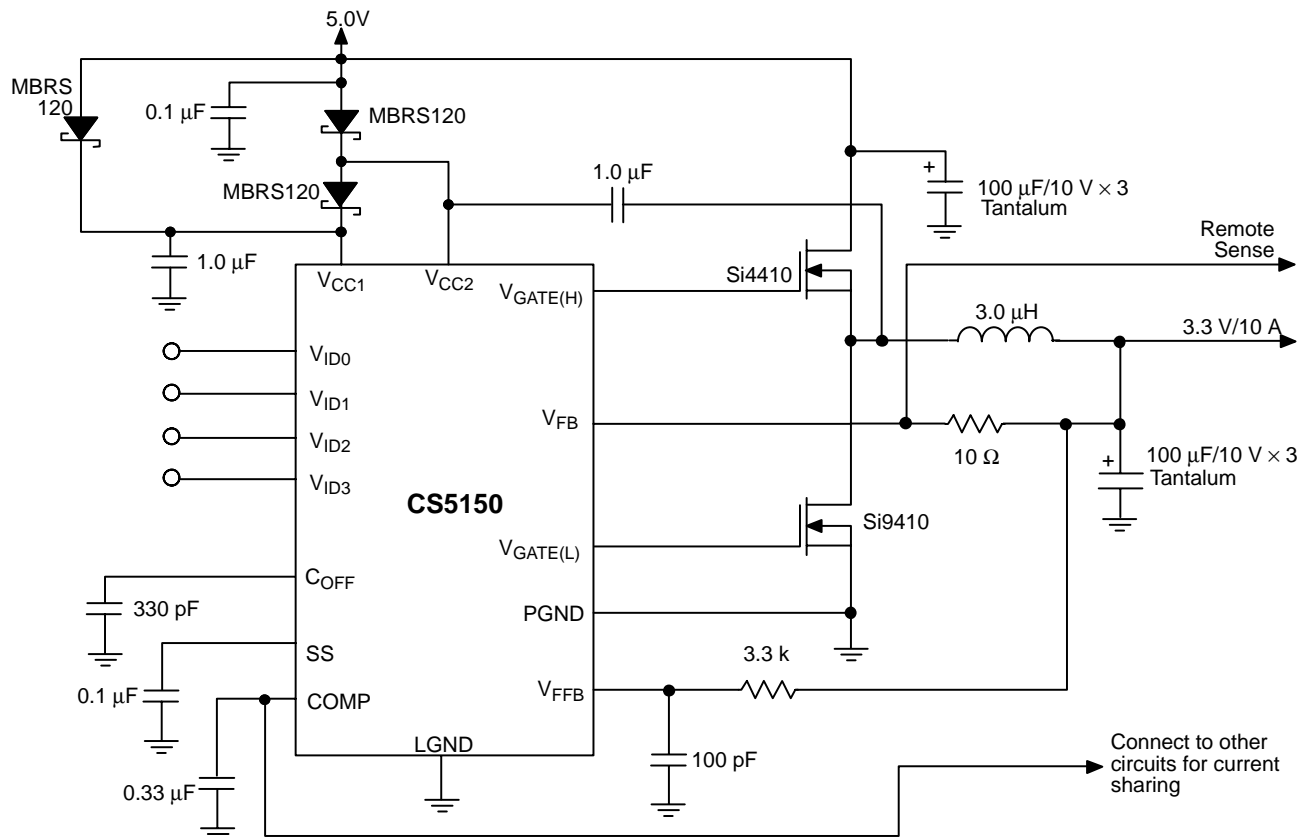 5.0V
MBRS
120
0.1 μF
MBRS120
MBRS120
1.0 μF
1.0 μF
+
100 μF/10 V × 3
Tantalum
Remote
Sense
VCC1
VCC2
VGATE(H)
Si4410
3.0 μH
3.3 V/10 A
VID0
VID1
VID2
VID3
VFB
10 Ω
+
100 μF/10 V × 3
Tantalum
CS5150
Si9410
VGATE(L)
COFF
330 pF
PGND
SS
0.1 μF
COMP
3.3 k
VFFB
LGND
100 pF
0.33 μF
Connect to other
circuits for current
sharing